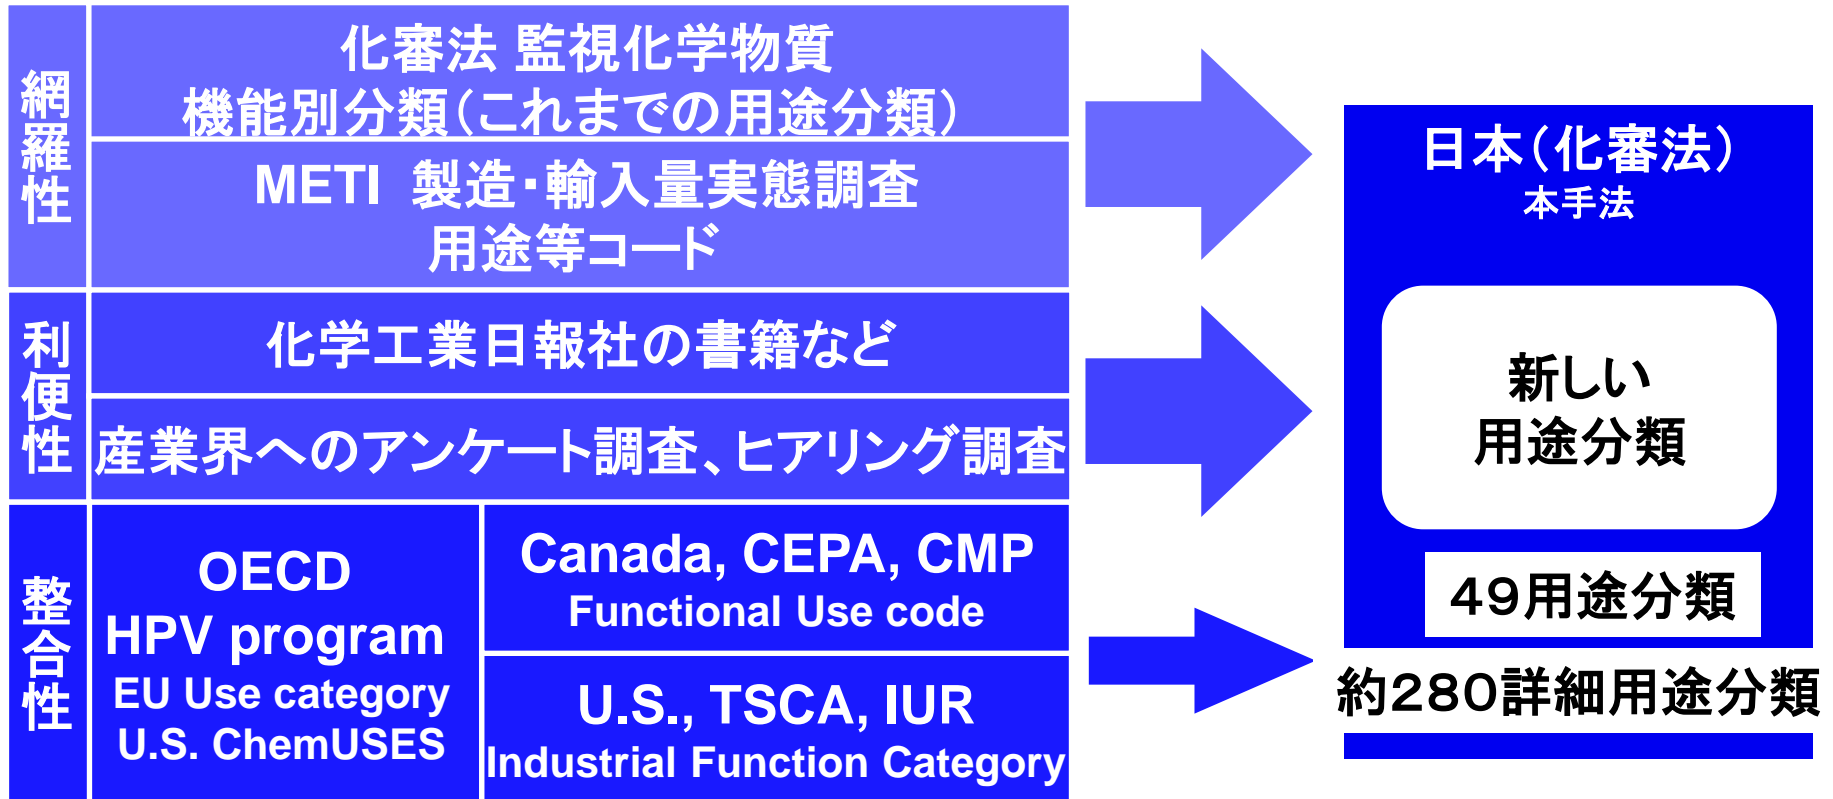 網羅性
化審法 監視化学物質
機能別分類(これまでの用途分類)
METI 製造・輸入量実態調査
用途等コード
利便性
化学工業日報社の書籍など
産業界へのアンケート調査、ヒアリング調査
整合性
OECD
HPV program
EU Use category
U.S. ChemUSES
Canada, CEPA, CMP
Functional Use code
U.S., TSCA, IUR
Industrial Function Category
日本(化審法)
本手法
新しい
用途分類
49用途分類
約280詳細用途分類